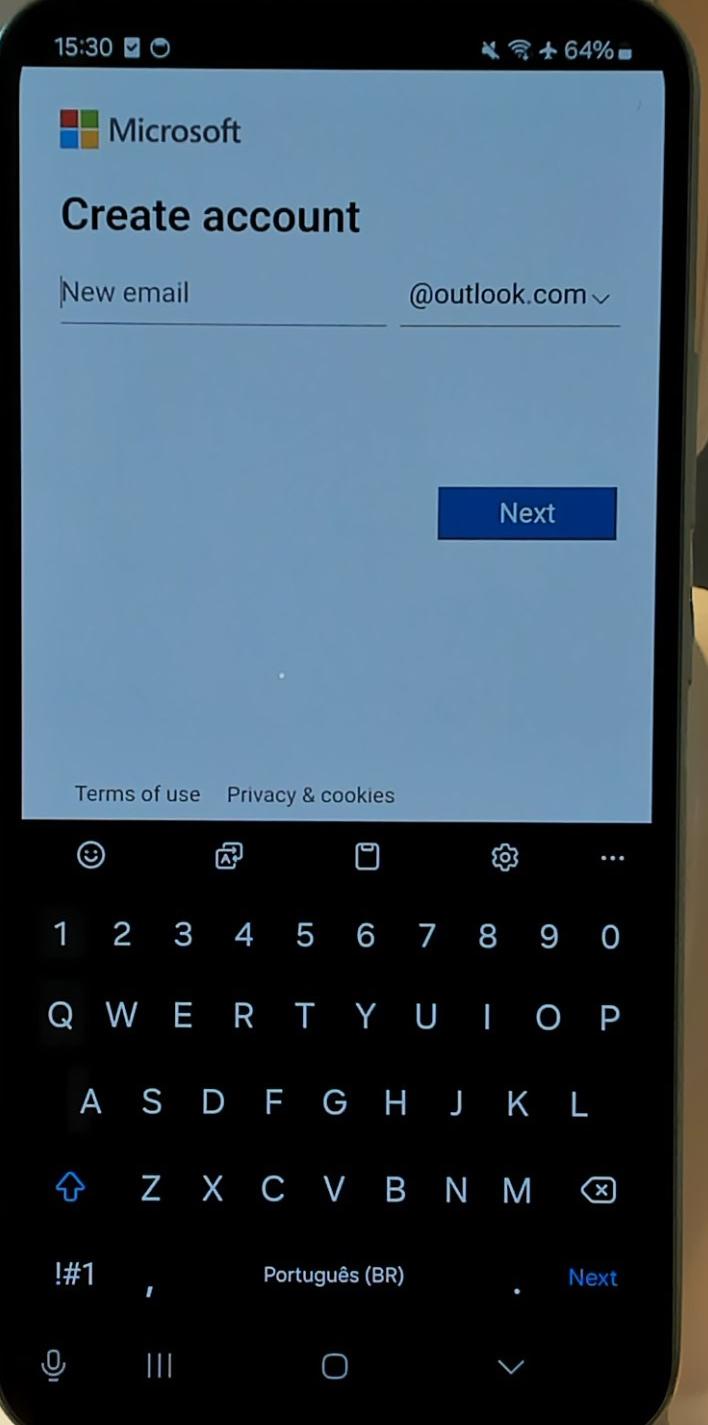 15:30 64%
Microsoft
Create account
New email @outlook.com
Next
Terms of use Privacy & cookies
1 2 3 4 5 6 7 8 9 0
Q W E R T Y U I O P
A S D F G H J K L
Z X C V B N M
!#1 , Português (BR) . Next